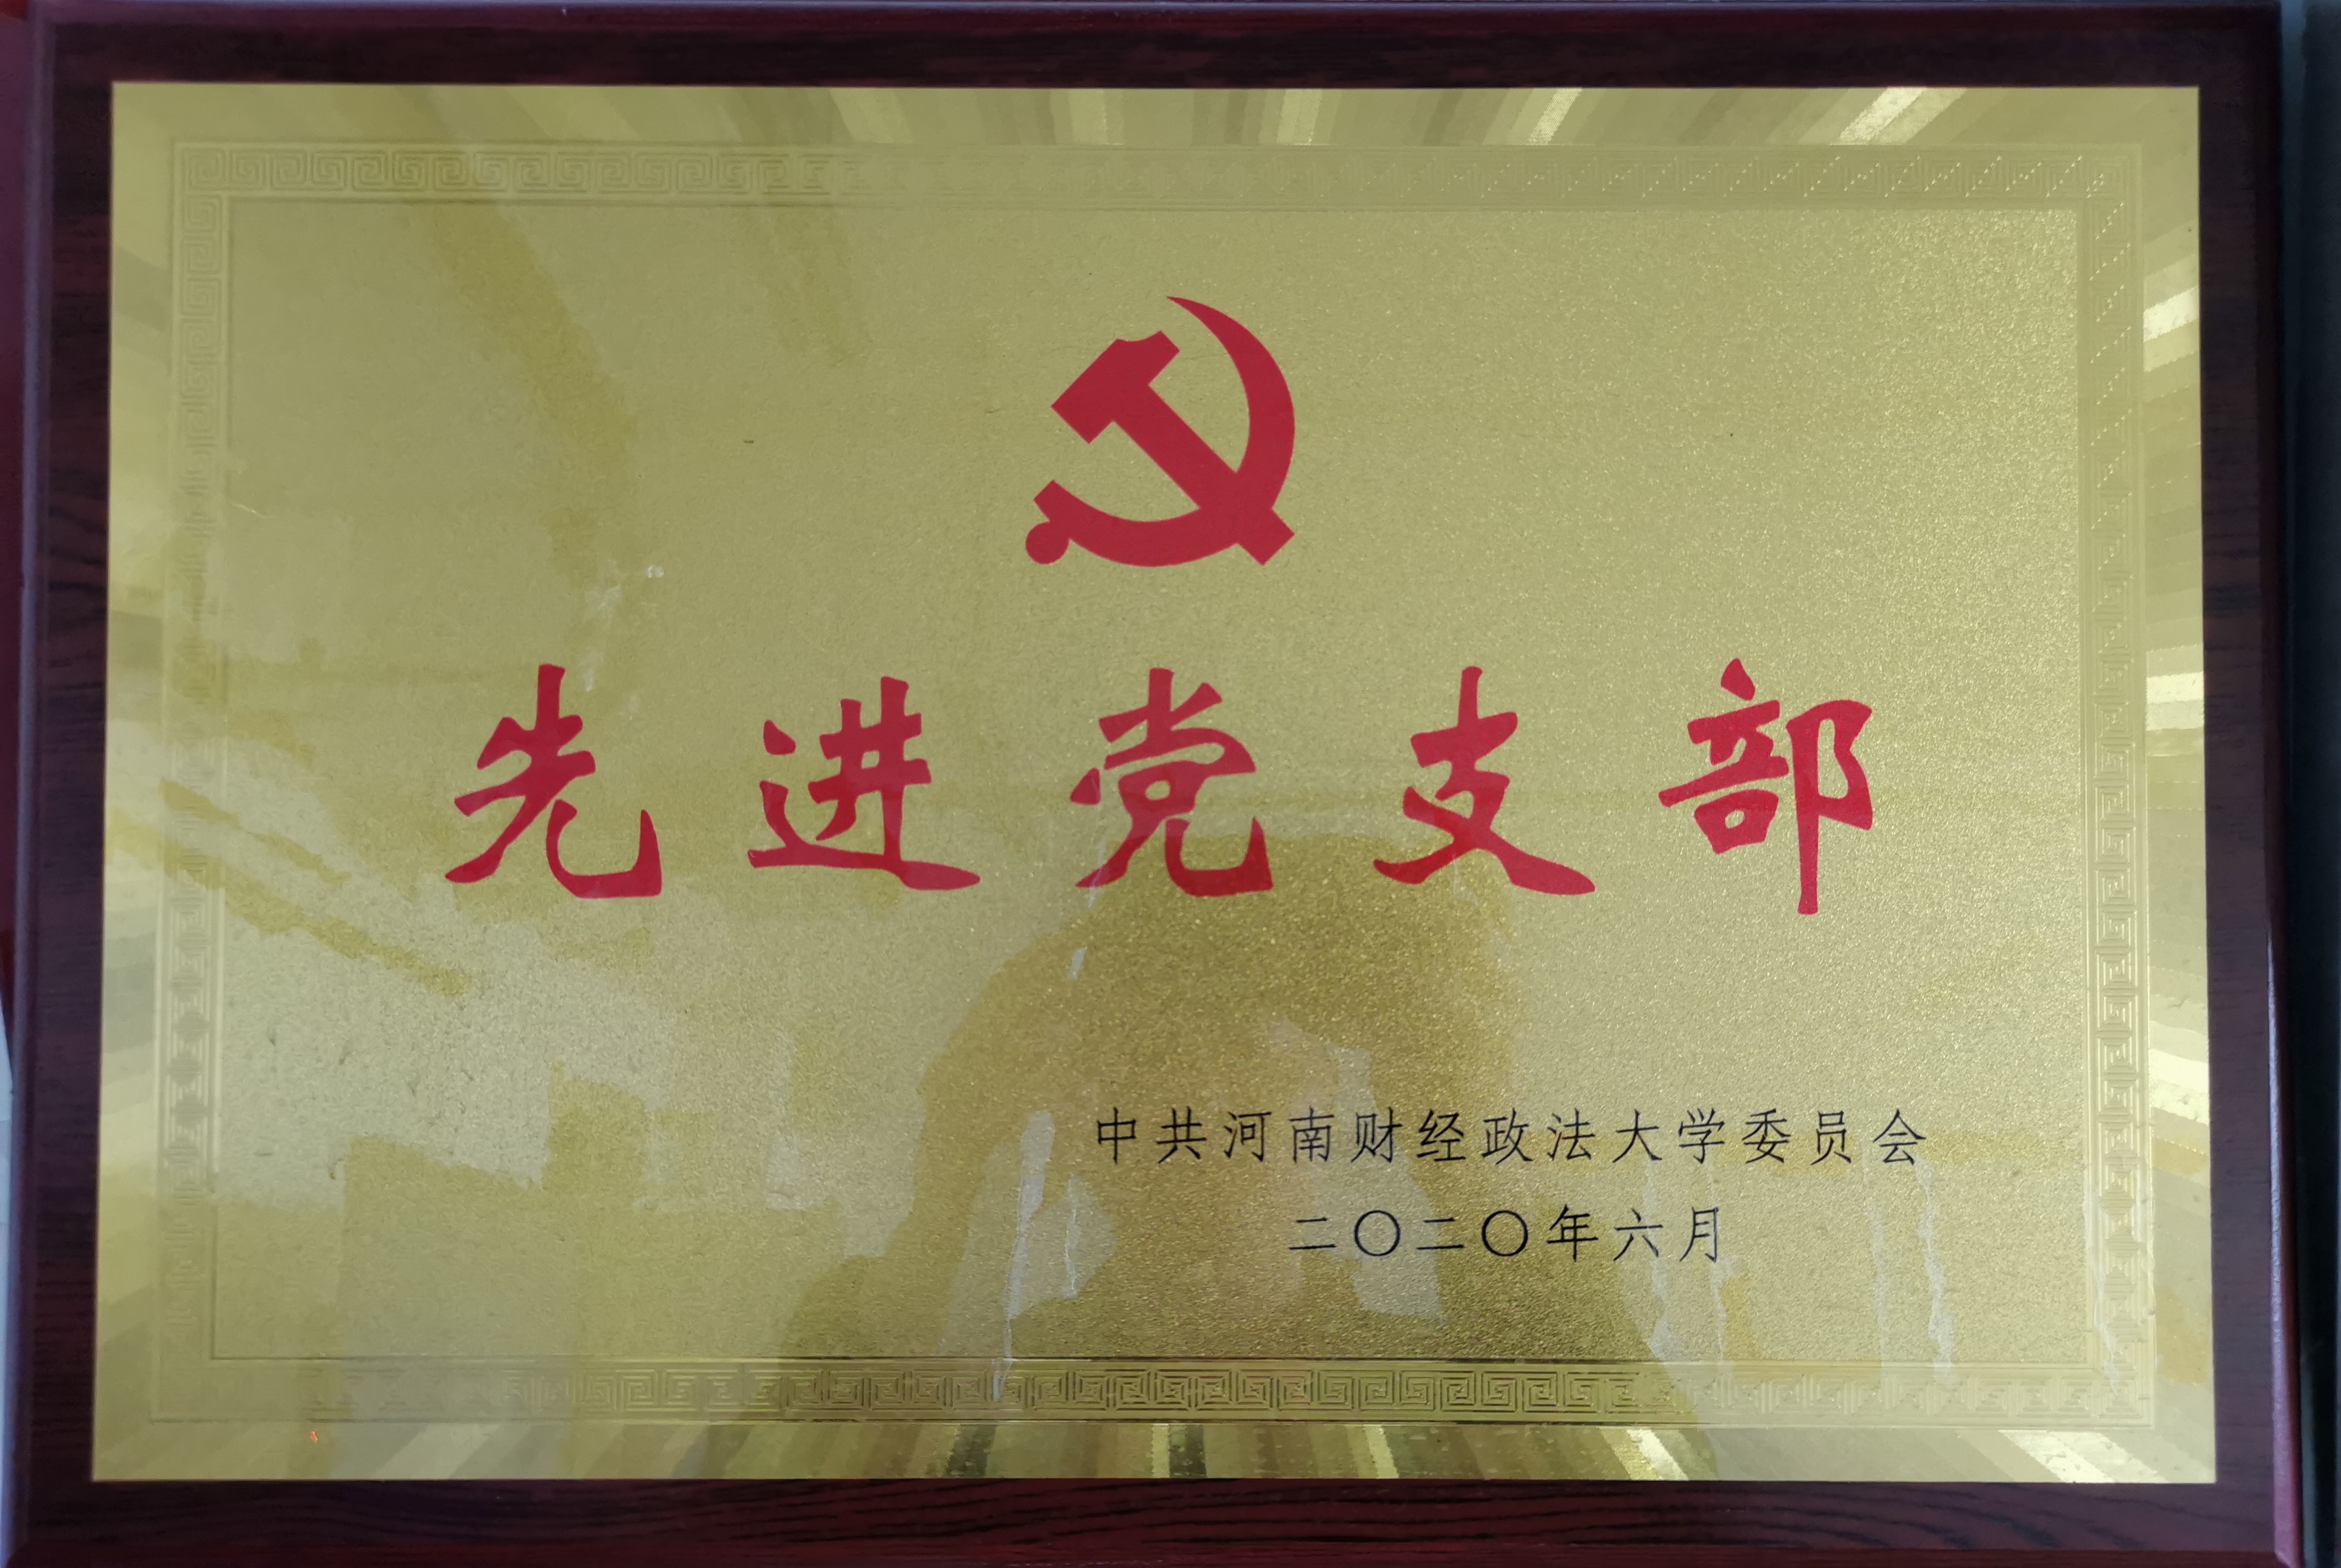 先进党支部
中共河南财经政法大学委员会
二〇二〇年六月